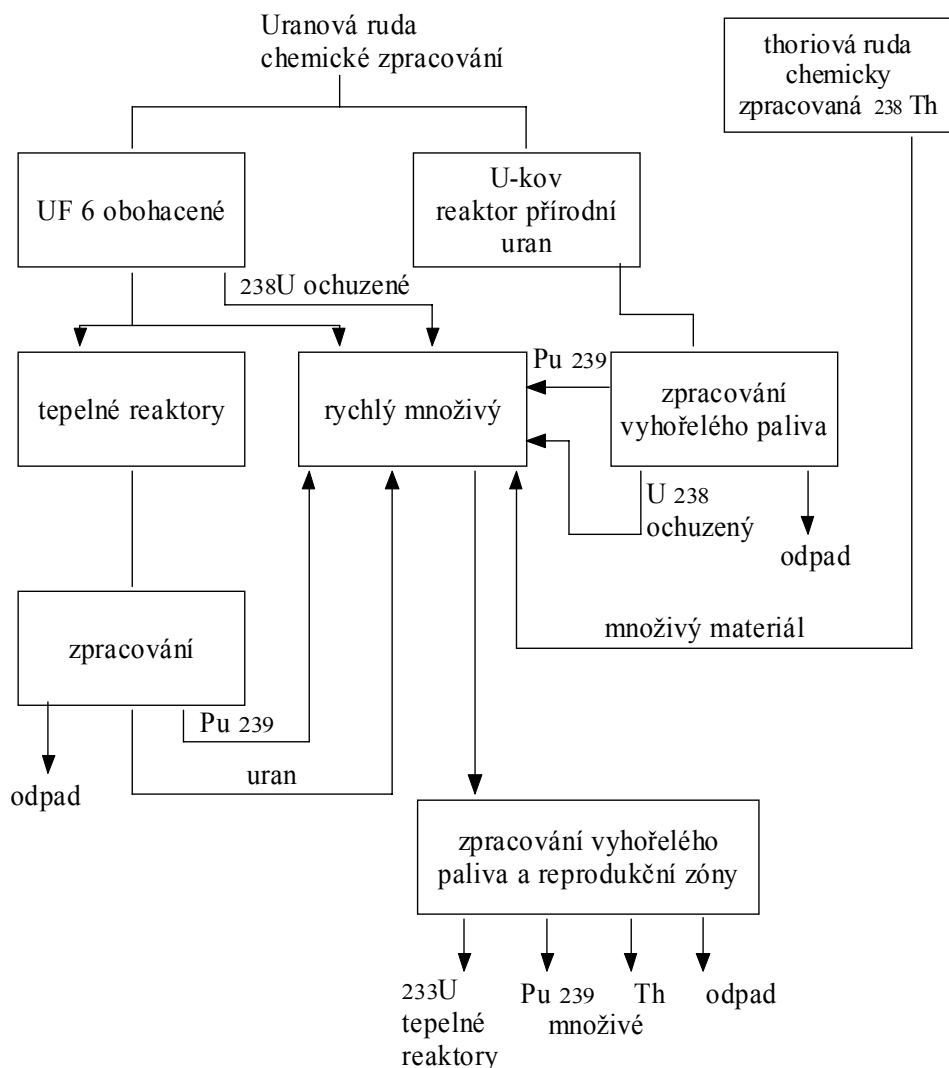 Uranová ruda
chemické zpracování
thoriová ruda
chemicky
zpracovaná 238 Th
UF 6 obohacené
U-kov
reaktor přírodní
uran
238U ochuzené
tepelné reaktory
rychlý množivý
Pu 239
zpracování
vyhořelého paliva
U 238
ochuzený
odpad
množivý materiál
zpracování
Pu 239
uran
odpad
zpracování vyhořelého
paliva a reprodukční zóny
233U
tepelné
reaktory
Pu 239
Th
množivé
odpad